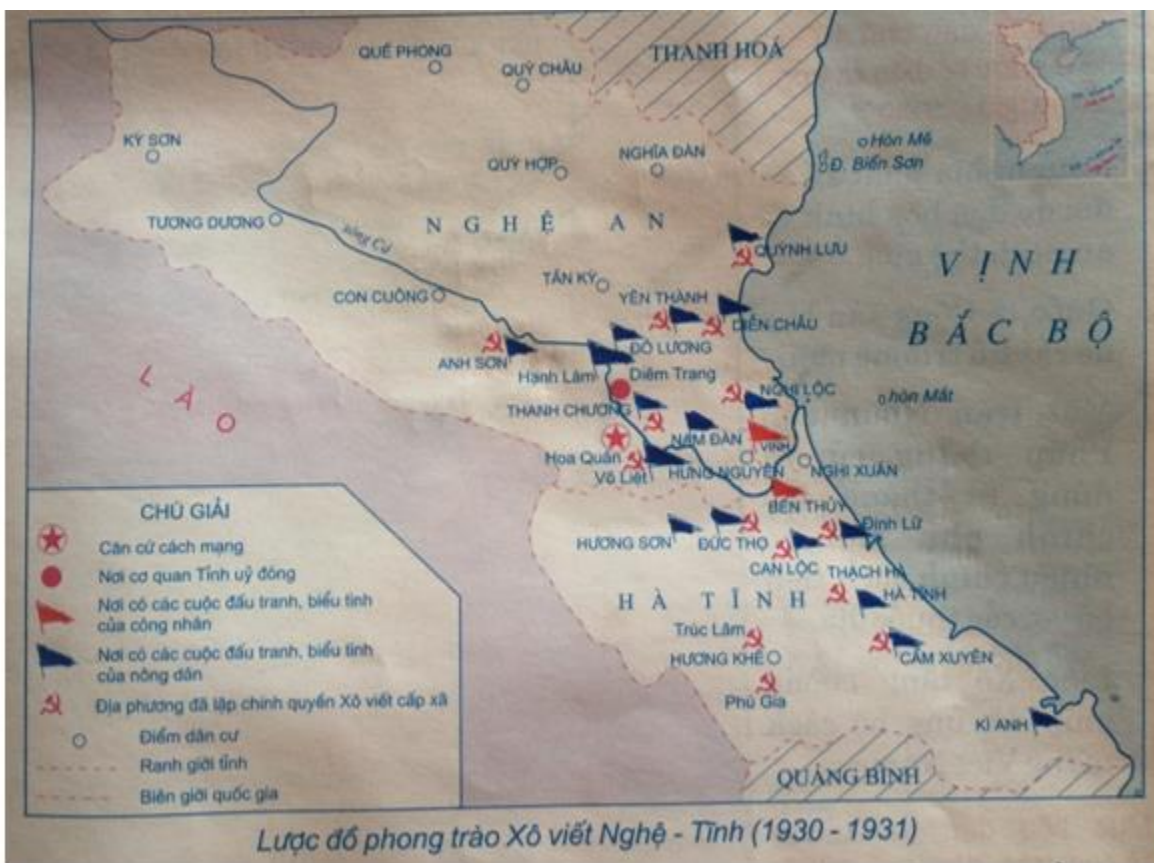 THANH HOÁ
QUẾ PHONG
QUỲ CHÂU
KỲ SƠN
QUỲ HỢP
NGHĨA ĐÀN
Hòn Mê
Đ. Biển Sơn
TƯƠNG DƯƠNG
NGHỆ AN
Sông Cả
QUỲNH LƯU
VỊNH
BẮC BỘ
TÂN KỲ
CON CUÔNG
YÊN THÀNH
DIỄN CHÂU
ĐÔ LƯƠNG
ANH SƠN
Hạnh Lâm
Diêm Trang
LÀO
NGHI LỘC
hòn Mắt
THANH CHƯƠNG
NAM ĐÀN
VINH
Hoa Quân
Võ Liệt
HƯNG NGUYÊN
NGHI XUÂN
BẾN THỦY
HƯƠNG SƠN
ĐỨC THỌ
Đinh Lữ
CAN LỘC
THẠCH HÀ
HÀ TĨNH
HÀ TĨNH
Trúc Lâm
HƯƠNG KHÊ
CẨM XUYÊN
Phú Gia
KÌ ANH
QUẢNG BÌNH
CHÚ GIẢI
Căn cứ cách mạng
Nơi cơ quan Tỉnh uỷ đóng
Nơi có các cuộc đấu tranh, biểu tình
của công nhân
Nơi có các cuộc đấu tranh, biểu tình
của nông dân
Địa phương đã lập chính quyền Xô viết cấp xã
Điểm dân cư
Ranh giới tỉnh
Biên giới quốc gia
Lược đồ phong trào Xô viết Nghệ - Tĩnh (1930 - 1931)